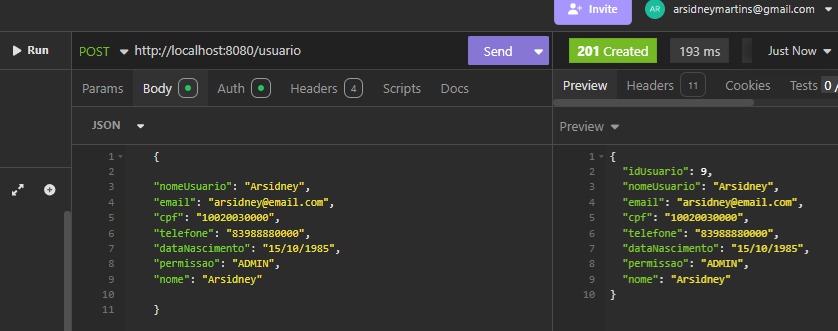 Invite
AR arsidneymartins@gmail.com
Run
POST http://localhost:8080/usuario
Send
201 Created
193 ms
Just Now
Params Body Auth Headers 4 Scripts Docs
Preview Headers 11 Cookies Tests 0 /
JSON
Preview
1 {
2
3 "nomeUsuario": "Arsidney",
4 "email": "arsidney@email.com",
5 "cpf": "10020030000",
6 "telefone": "83988880000",
7 "dataNascimento": "15/10/1985",
8 "permissao": "ADMIN",
9 "nome": "Arsidney"
10
11 }
1 {
2 "idUsuario": 9,
3 "nomeUsuario": "Arsidney",
4 "email": "arsidney@email.com",
5 "cpf": "10020030000",
6 "telefone": "83988880000",
7 "dataNascimento": "15/10/1985",
8 "permissao": "ADMIN",
9 "nome": "Arsidney"
10 }